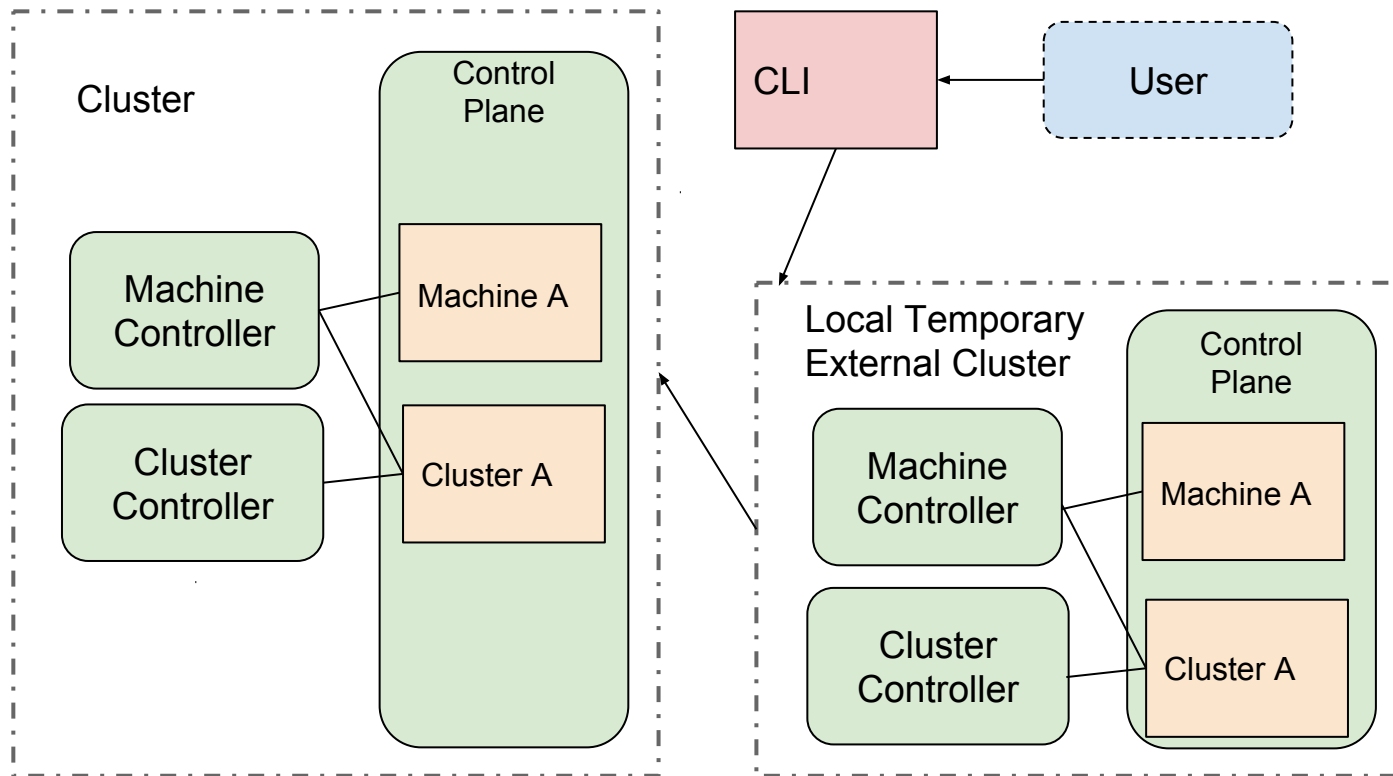 Cluster
Control
Plane
Machine
Controller
Machine A
Cluster
Controller
Cluster A
CLI
User
Local Temporary
External Cluster
Control
Plane
Machine
Controller
Machine A
Cluster
Controller
Cluster A